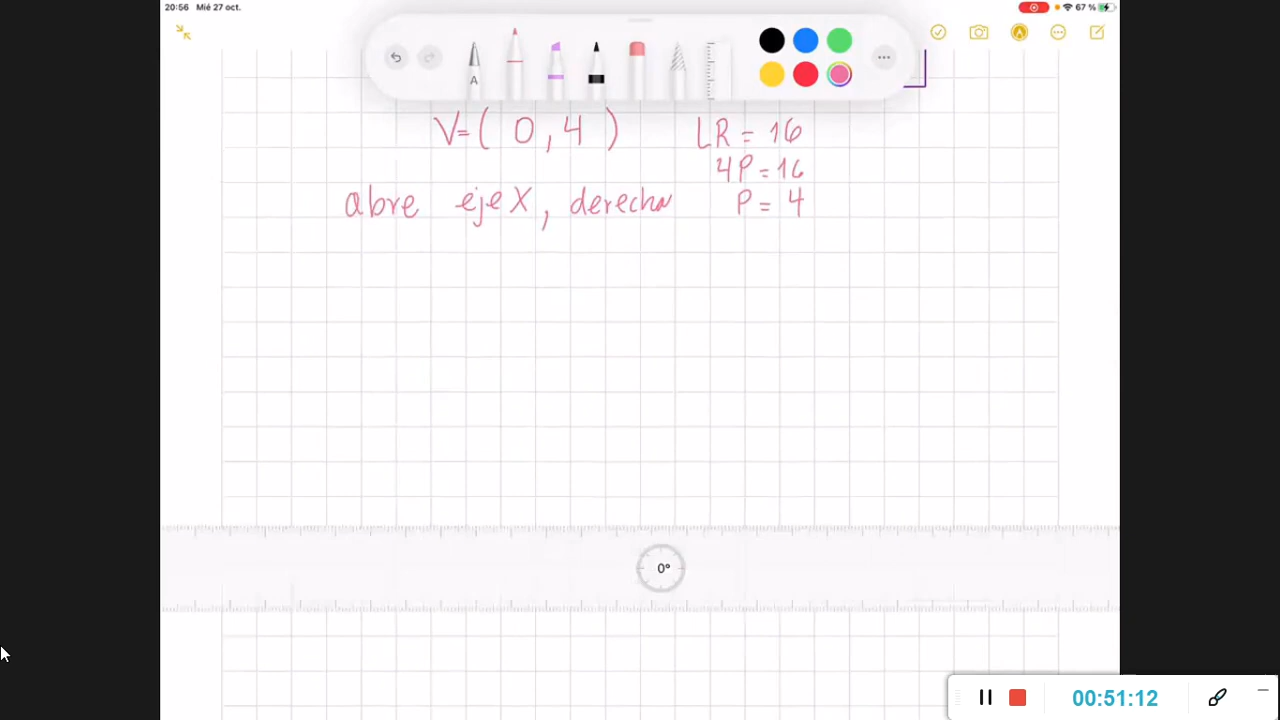 20:56 Mié 27 oct.
67 %
A
V=( 0 , 4 )
LR = 16
4P = 16
abre eje X , derecha
P = 4
0°
00:51:12